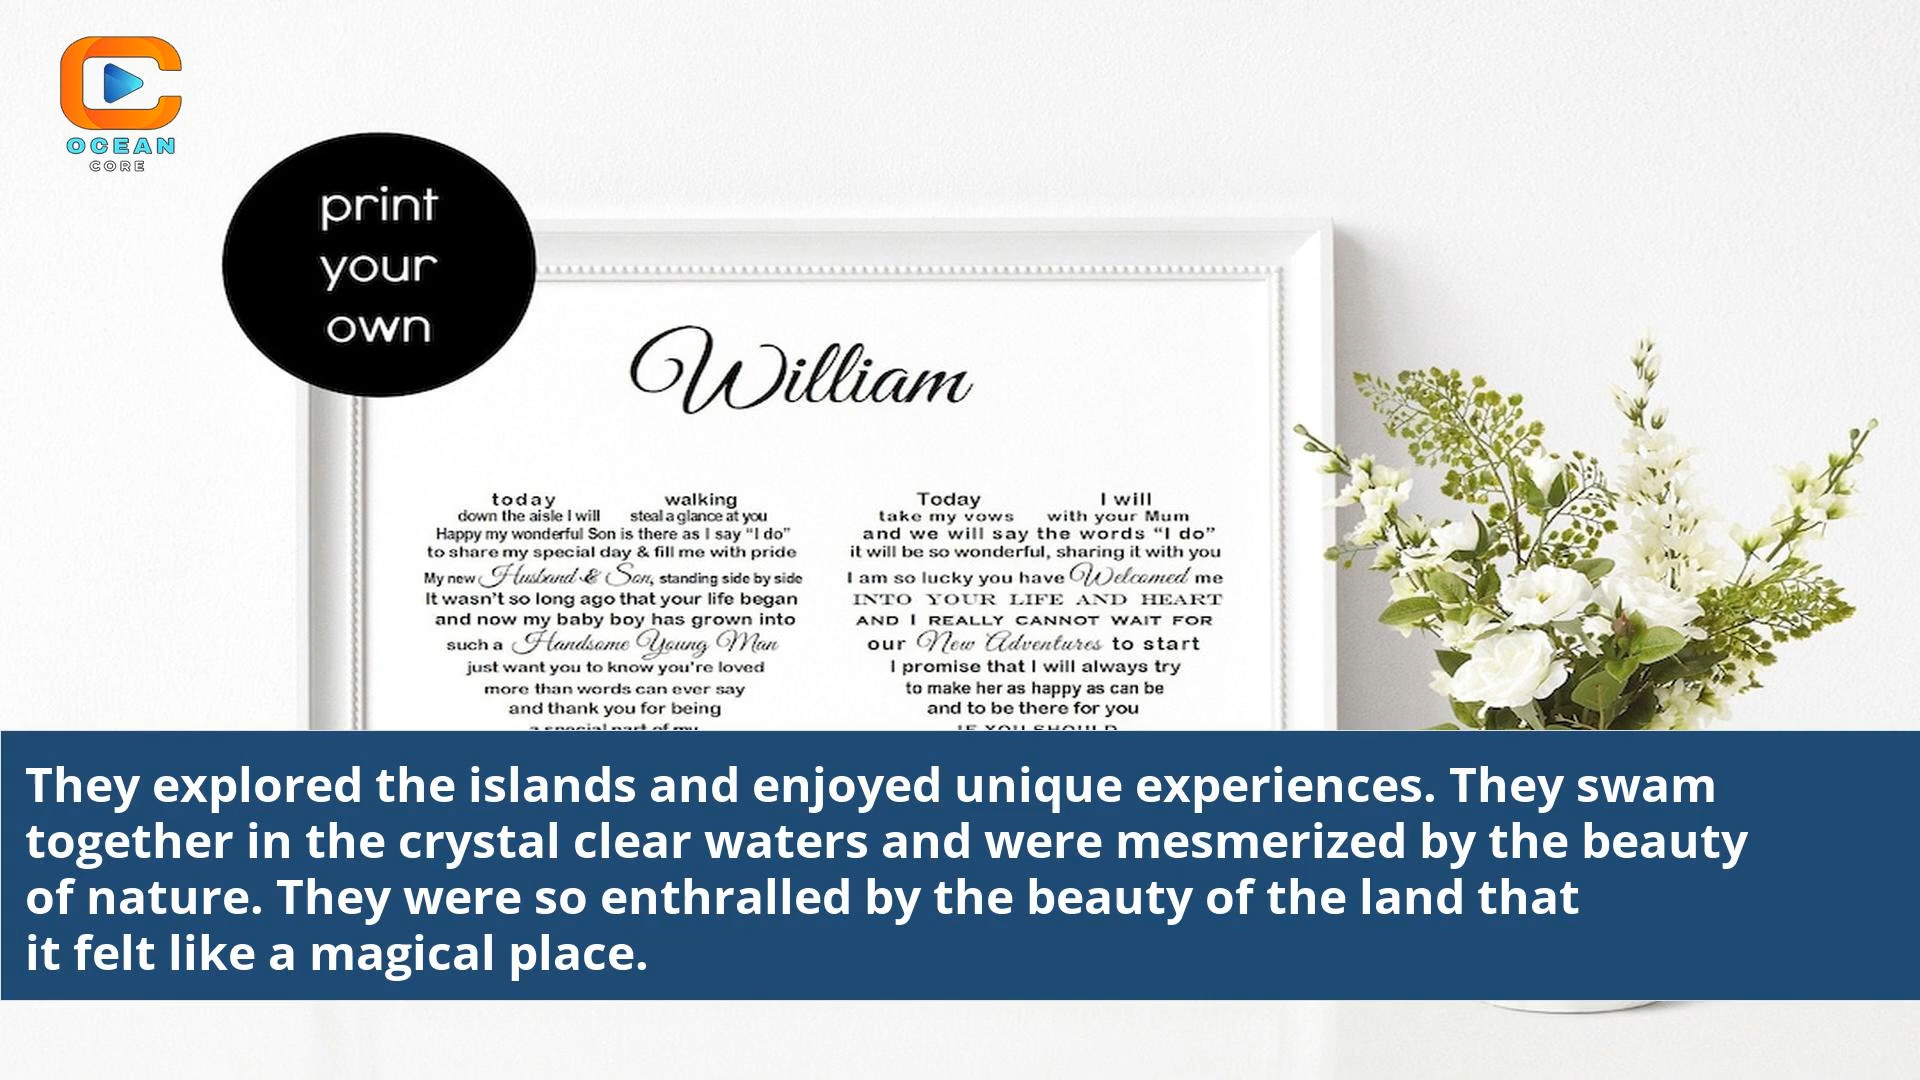 OCEAN
CORE
print
your
own
William
today walking
down the aisle I will steal a glance at you
Happy my wonderful Son is there as I say “I do”
to share my special day & fill me with pride
My new Husband & Son, standing side by side
It wasn’t so long ago that your life began
and now my baby boy has grown into
such a Handsome Young Man
just want you to know you’re loved
more than words can ever say
and thank you for being
a special part of my
Today I will
take my vows with your Mum
and we will say the words “I do”
it will be so wonderful, sharing it with you
I am so lucky you have Welcomed me
INTO YOUR LIFE AND HEART
AND I REALLY CANNOT WAIT FOR
our New Adventures to start
I promise that I will always try
to make her as happy as can be
and to be there for you
IF YOU SHOULD
They explored the islands and enjoyed unique experiences. They swam
together in the crystal clear waters and were mesmerized by the beauty
of nature. They were so enthralled by the beauty of the land that
it felt like a magical place.